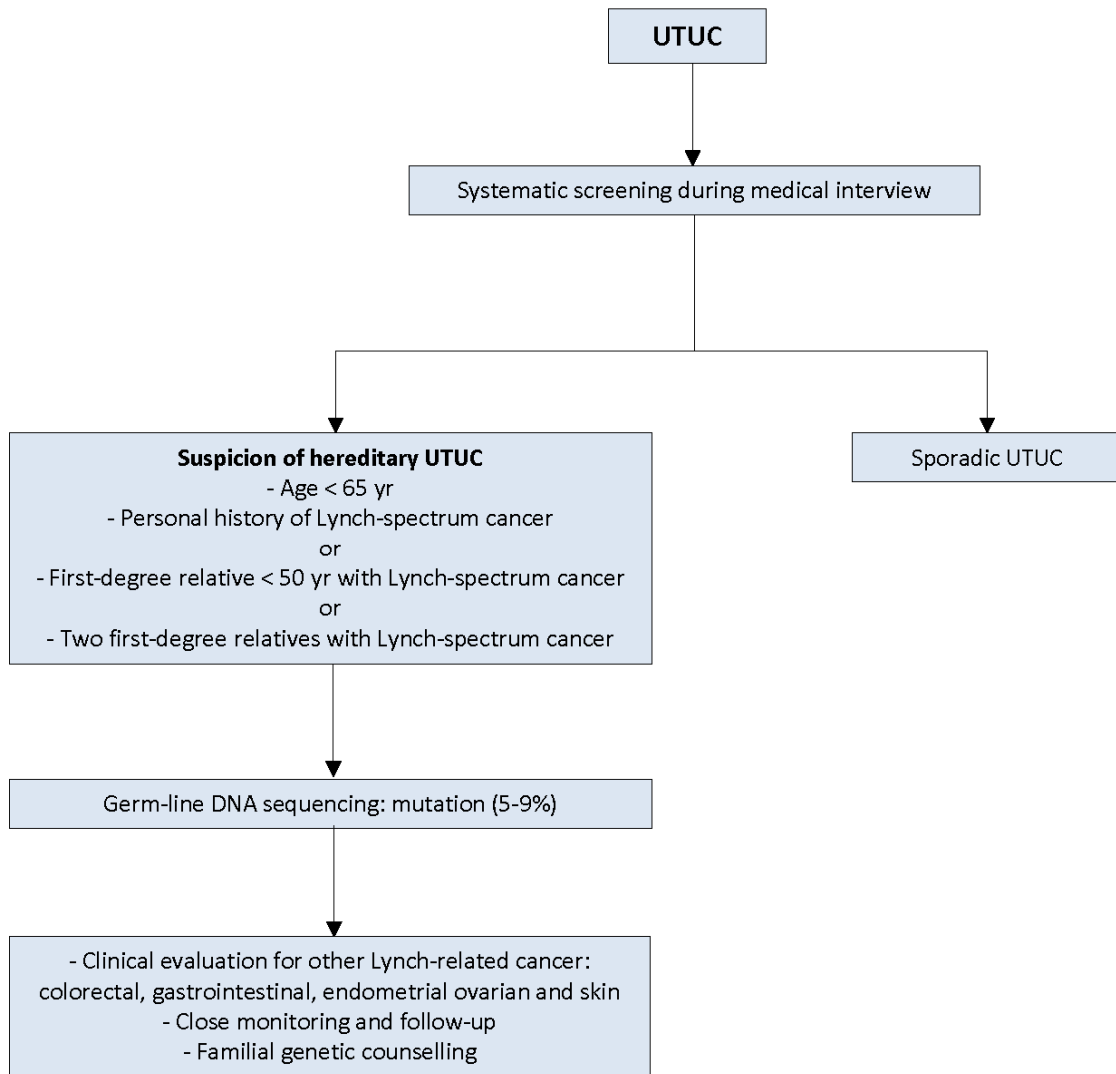 UTUC
Systematic screening during medical interview
Suspicion of hereditary UTUC
- Age < 65 yr
- Personal history of Lynch-spectrum cancer
or
- First-degree relative < 50 yr with Lynch-spectrum cancer
or
- Two first-degree relatives with Lynch-spectrum cancer
Sporadic UTUC
Germ-line DNA sequencing: mutation (5-9%)
- Clinical evaluation for other Lynch-related cancer:
colorectal, gastrointestinal, endometrial ovarian and skin
- Close monitoring and follow-up
- Familial genetic counselling